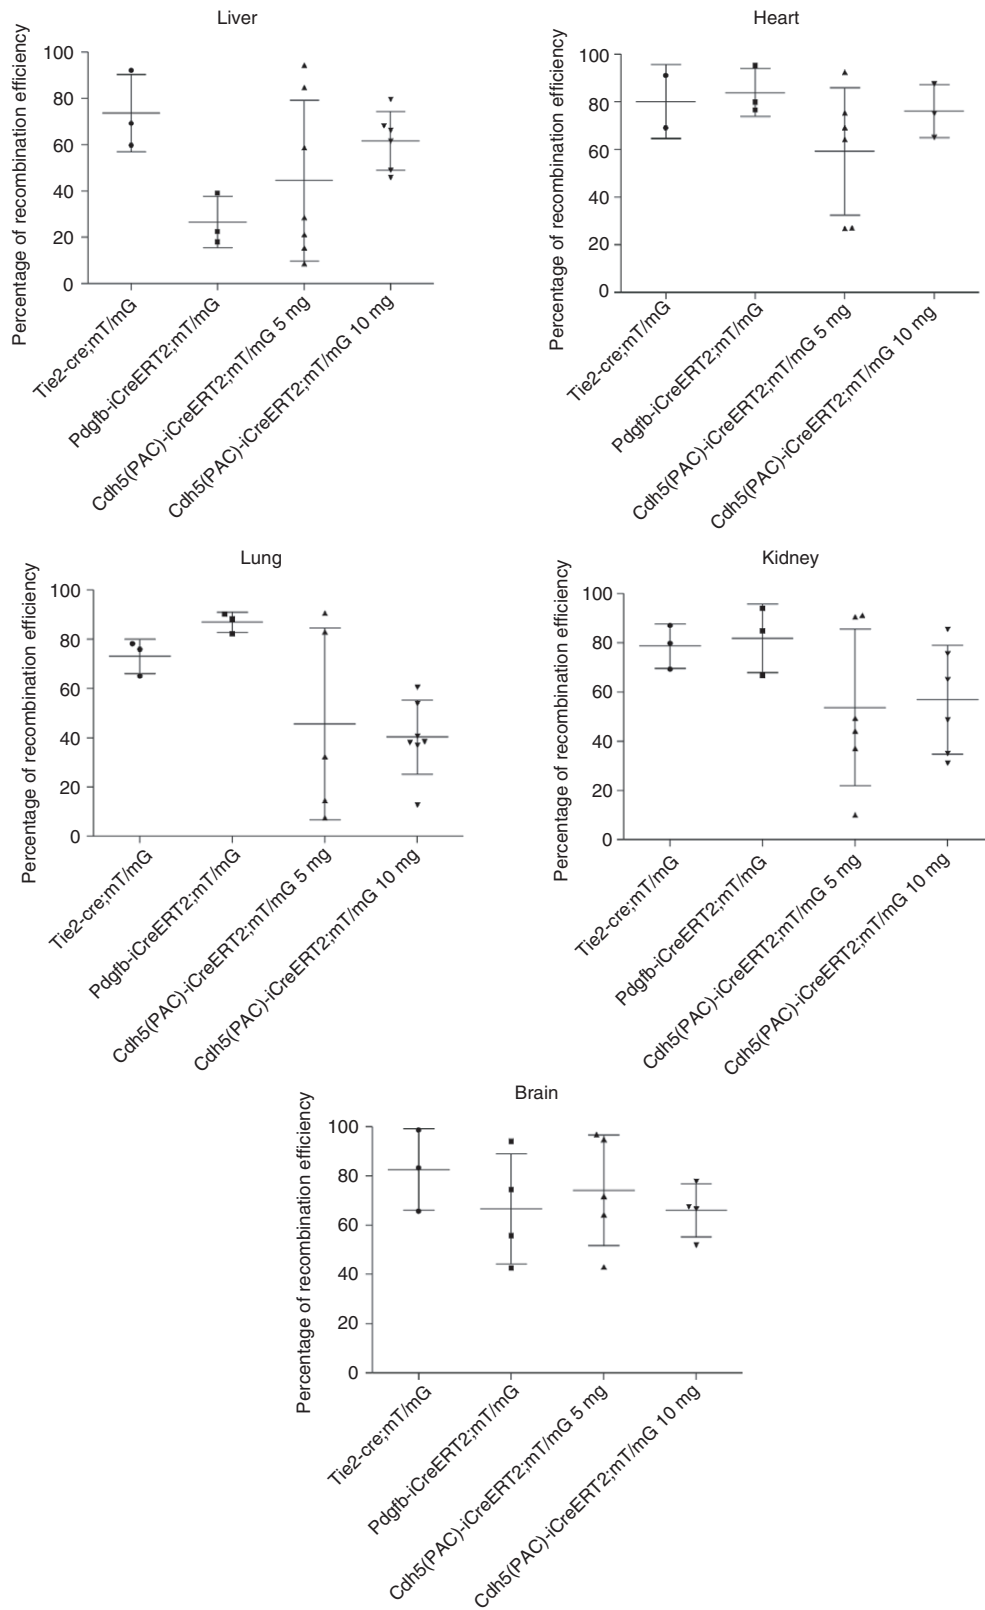 Liver
Percentage of recombination efficiency
100
80
60
40
20
0
Tie2-cre;mT/mG
Pdgfb-iCreERT2;mT/mG
Cdh5(PAC)-iCreERT2;mT/mG 5 mg
Cdh5(PAC)-iCreERT2;mT/mG 10 mg
Heart
Percentage of recombination efficiency
100
80
60
40
20
0
Tie2-cre;mT/mG
Pdgfb-iCreERT2;mT/mG
Cdh5(PAC)-iCreERT2;mT/mG 5 mg
Cdh5(PAC)-iCreERT2;mT/mG 10 mg
Lung
Percentage of recombination efficiency
100
80
60
40
20
0
Tie2-cre;mT/mG
Pdgfb-iCreERT2;mT/mG
Cdh5(PAC)-iCreERT2;mT/mG 5 mg
Cdh5(PAC)-iCreERT2;mT/mG 10 mg
Kidney
Percentage of recombination efficiency
100
80
60
40
20
0
Tie2-cre;mT/mG
Pdgfb-iCreERT2;mT/mG
Cdh5(PAC)-iCreERT2;mT/mG 5 mg
Cdh5(PAC)-iCreERT2;mT/mG 10 mg
Brain
Percentage of recombination efficiency
100
80
60
40
20
0
Tie2-cre;mT/mG
Pdgfb-iCreERT2;mT/mG
Cdh5(PAC)-iCreERT2;mT/mG 5 mg
Cdh5(PAC)-iCreERT2;mT/mG 10 mg